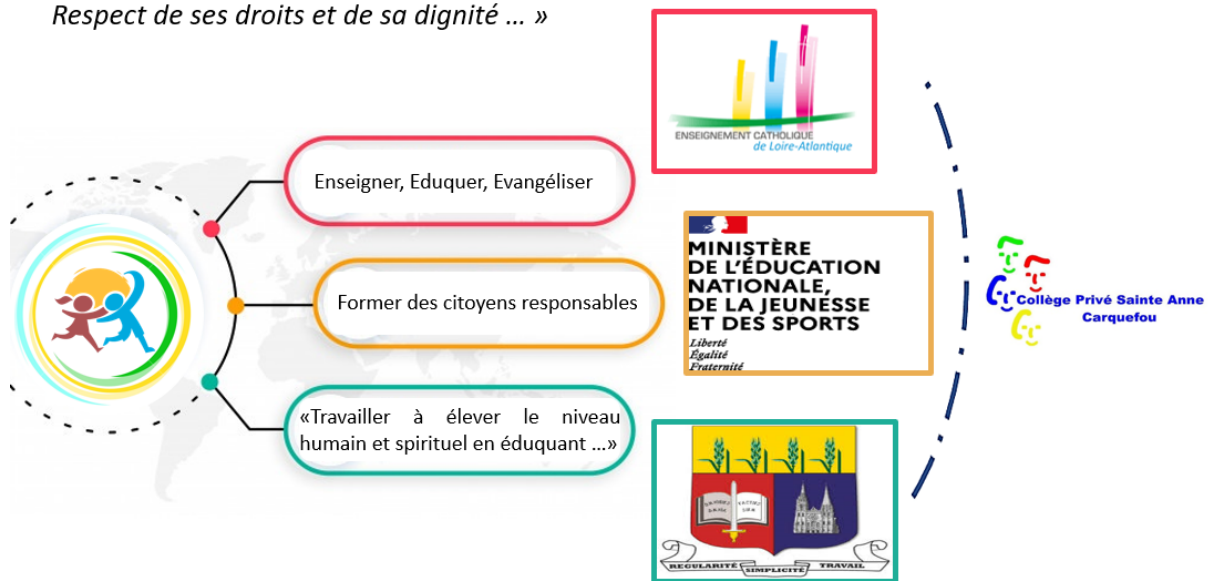 Respect de ses droits et de sa dignité ... »
ENSEIGNEMENT CATHOLIQUE
de Loire-Atlantique
Enseigner, Eduquer, Evangéliser
MINISTÈRE
DE L'ÉDUCATION
NATIONALE,
DE LA JEUNESSE
ET DES SPORTS
Liberté
Égalité
Fraternité
Former des citoyens responsables
Collège Privé Sainte Anne
Carquefou
«Travailler à élever le niveau
humain et spirituel en éduquant ...»
REGULARITÉ SIMPLICITÉ TRAVAIL